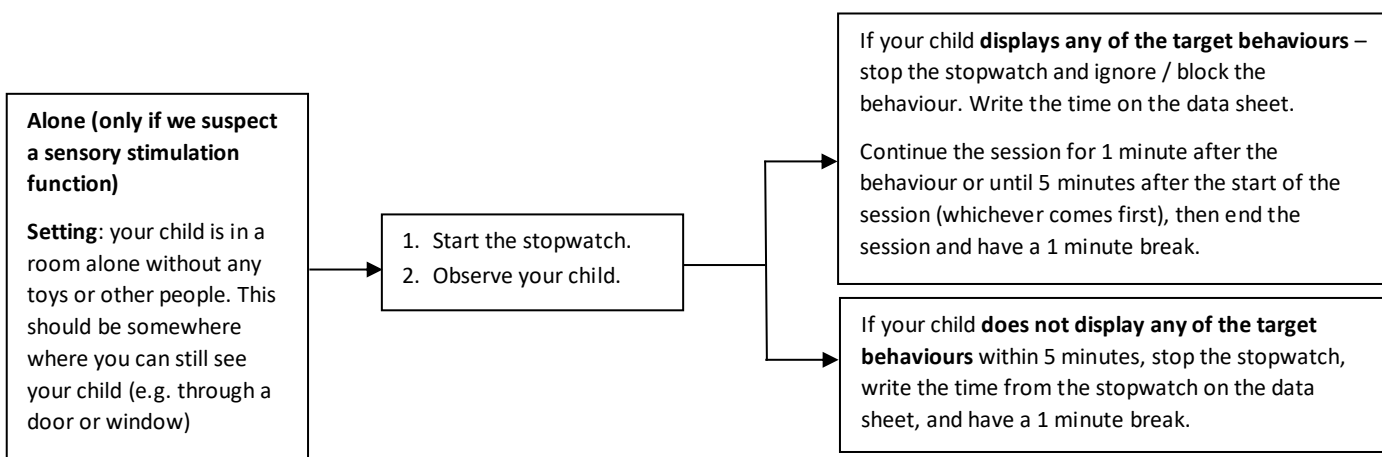 Alone (only if we suspect
a sensory stimulation
function)
Setting: your child is in a
room alone without any
toys or other people. This
should be somewhere
where you can still see
your child (e.g. through a
door or window)
1. Start the stopwatch.
2. Observe your child.
If your child displays any of the target behaviours –
stop the stopwatch and ignore / block the
behaviour. Write the time on the data sheet.
Continue the session for 1 minute after the
behaviour or until 5 minutes after the start of the
session (whichever comes first), then end the
session and have a 1 minute break.
If your child does not display any of the target
behaviours within 5 minutes, stop the stopwatch,
write the time from the stopwatch on the data
sheet, and have a 1 minute break.